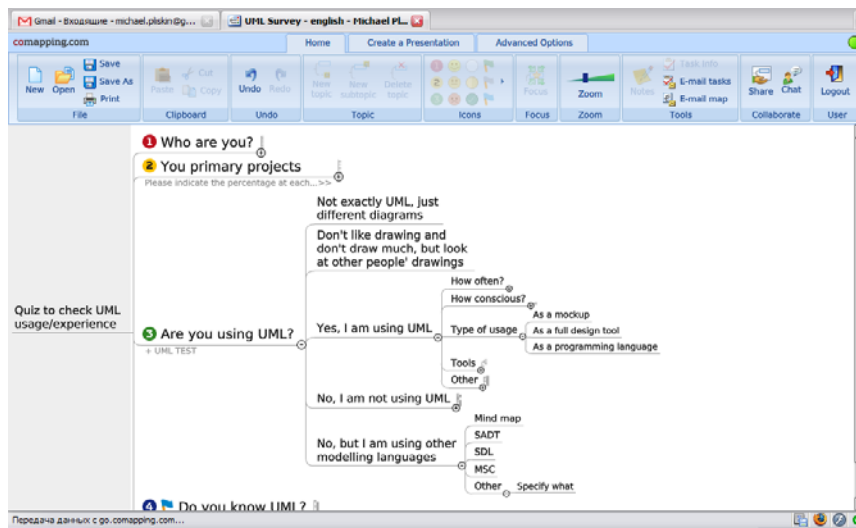 Gmail - Входящие - michael.pliskin@g...
UML Survey - english - Michael Pl...
comapping.com
Home
Create a Presentation
Advanced Options
New
Open
Save
Save As
Print
File
Paste
Cut
Copy
Clipboard
Undo
Redo
Undo
New topic
New subtopic
Delete topic
Topic
Icons
Focus
Focus
Zoom
Zoom
Notes
Task Info
E-mail tasks
E-mail map
Tools
Share
Chat
Collaborate
Logout
User
1 Who are you?
2 You primary projects
Please indicate the percentage at each...>>
Not exactly UML, just
different diagrams
Don't like drawing and
don't draw much, but look
at other people' drawings
Quiz to check UML
usage/experience
3 Are you using UML?
+ UML TEST
Yes, I am using UML
How often?
How conscious?
Type of usage
As a mockup
As a full design tool
As a programming language
Tools
Other
No, I am not using UML
No, but I am using other
modelling languages
Mind map
SADT
SDL
MSC
Other
Specify what
4 Do you know UML?
Передача данных с go.comapping.com...